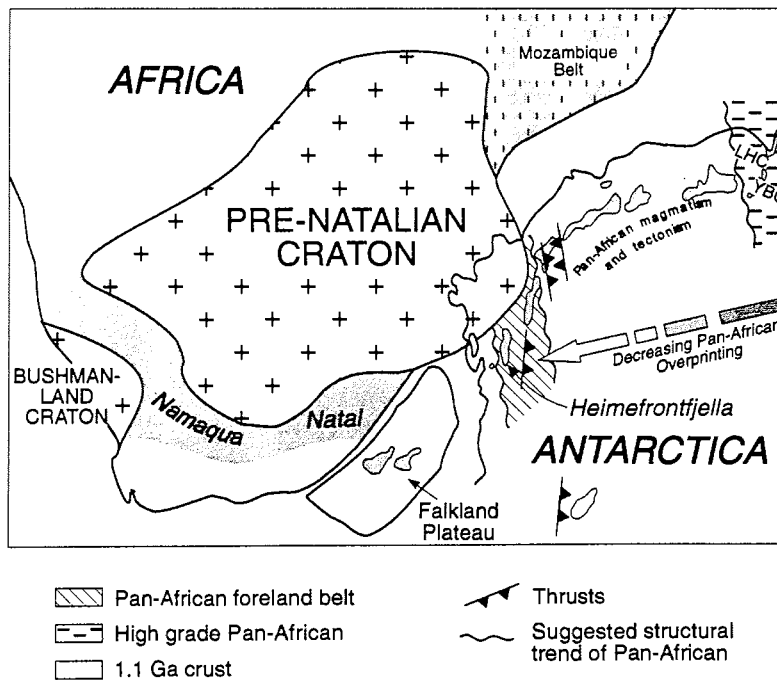 AFRICA
Mozambique
Belt
LHC
YBC
PRE-NATALIAN
CRATON
Pan-African magmatism
and tectonism
Decreasing Pan-African
Overprinting
BUSHMAN-
LAND
CRATON
Namaqua
Natal
Heimefrontfjella
ANTARCTICA
Falkland
Plateau
Pan-African foreland belt
High grade Pan-African
1.1 Ga crust
Thrusts
Suggested structural
trend of Pan-African